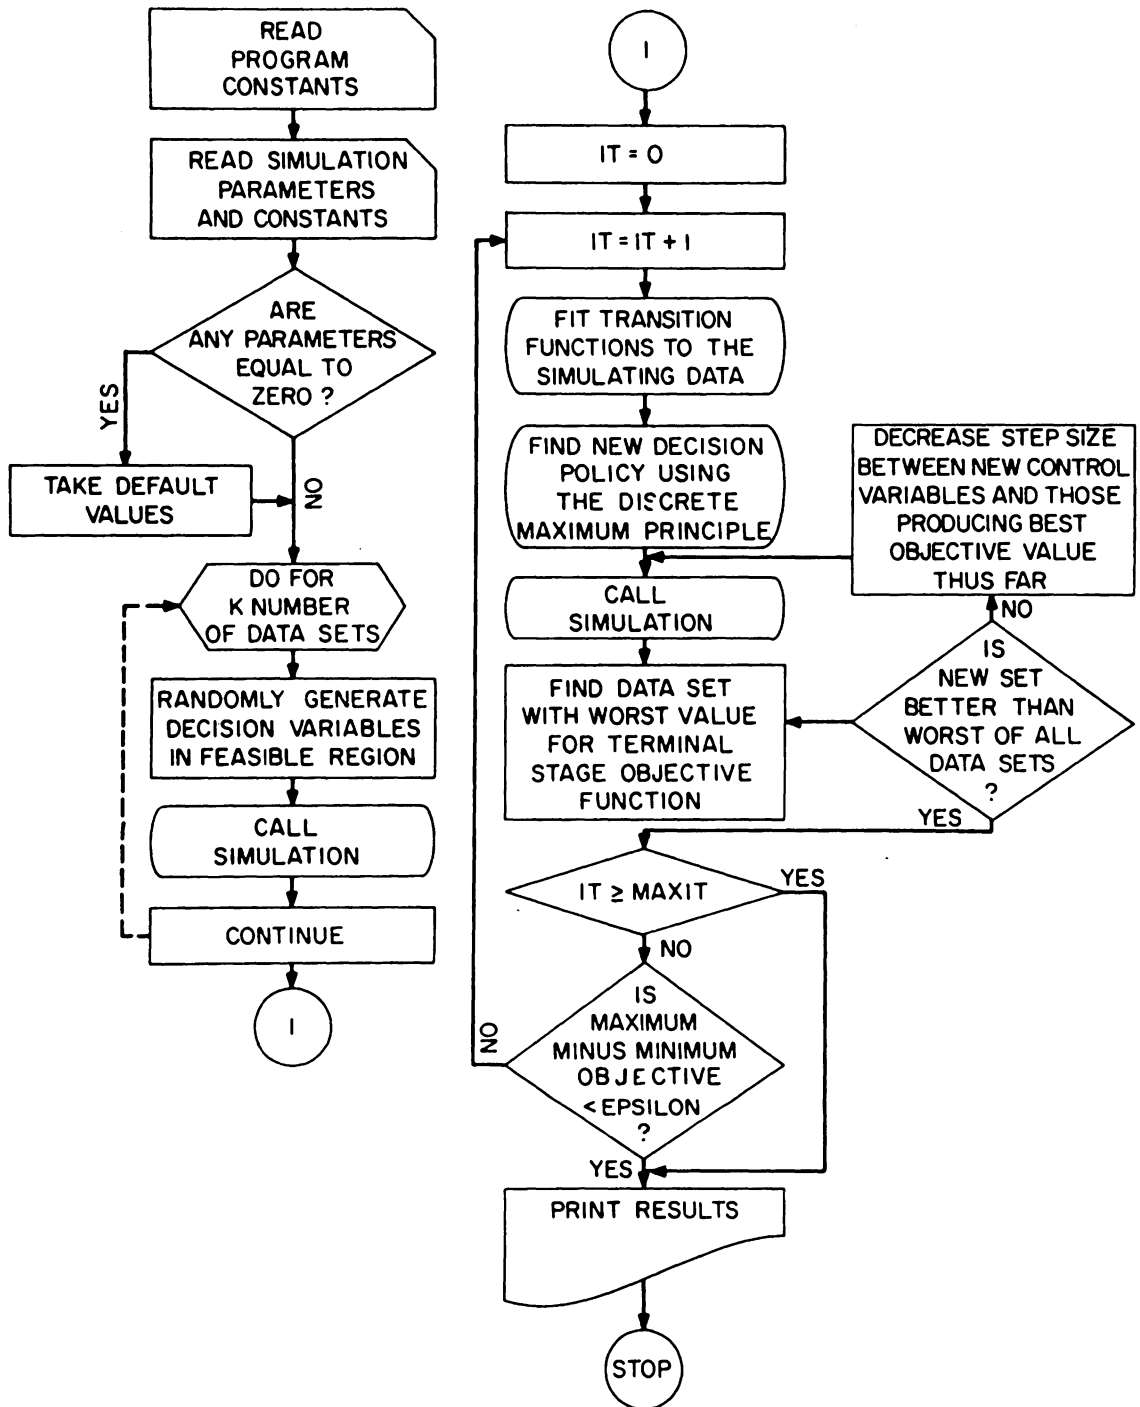 READ
PROGRAM
CONSTANTS
READ SIMULATION
PARAMETERS
AND CONSTANTS
ARE
ANY PARAMETERS
EQUAL TO
ZERO ?
YES
TAKE DEFAULT
VALUES
NO
DO FOR
K NUMBER
OF DATA SETS
RANDOMLY GENERATE
DECISION VARIABLES
IN FEASIBLE REGION
CALL
SIMULATION
CONTINUE
I
I
IT = O
IT = IT + I
FIT TRANSITION
FUNCTIONS TO THE
SIMULATING DATA
FIND NEW DECISION
POLICY USING
THE DISCRETE
MAXIMUM PRINCIPLE
CALL
SIMULATION
FIND DATA SET
WITH WORST VALUE
FOR TERMINAL
STAGE OBJECTIVE
FUNCTION
DECREASE STEP SIZE
BETWEEN NEW CONTROL
VARIABLES AND THOSE
PRODUCING BEST
OBJECTIVE VALUE
THUS FAR
NO
IS
NEW SET
BETTER THAN
WORST OF ALL
DATA SETS
?
YES
IT ≥ MAXIT
YES
NO
IS
MAXIMUM
MINUS MINIMUM
OBJECTIVE
< EPSILON
?
NO
YES
PRINT RESULTS
STOP